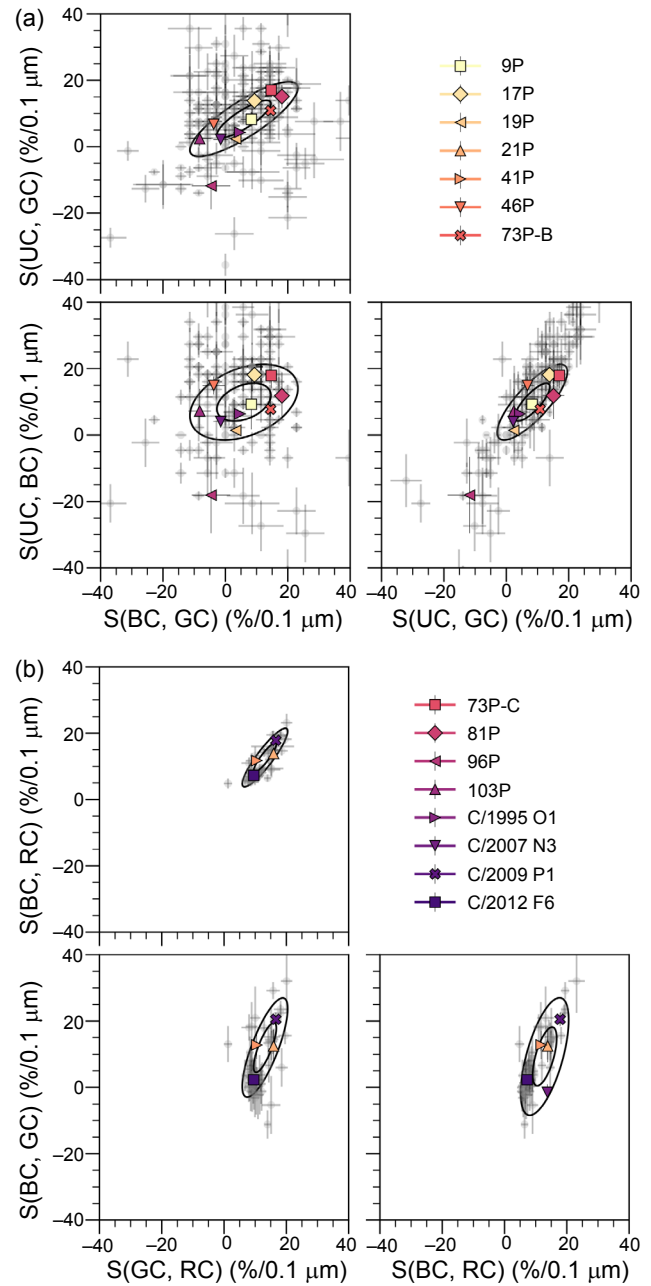 (a)
40
20
0
–20
–40
S(UC, GC) (%/0.1 μm)
9P
17P
19P
21P
41P
46P
73P-B
40
20
0
–20
–40
S(UC, BC) (%/0.1 μm)
–40 –20 0 20 40
S(BC, GC) (%/0.1 μm)
–40 –20 0 20 40
S(UC, GC) (%/0.1 μm)
(b)
40
20
0
–20
–40
S(BC, RC) (%/0.1 μm)
73P-C
81P
96P
103P
C/1995 O1
C/2007 N3
C/2009 P1
C/2012 F6
40
20
0
–20
–40
S(BC, GC) (%/0.1 μm)
–40 –20 0 20 40
S(GC, RC) (%/0.1 μm)
–40 –20 0 20 40
S(BC, RC) (%/0.1 μm)